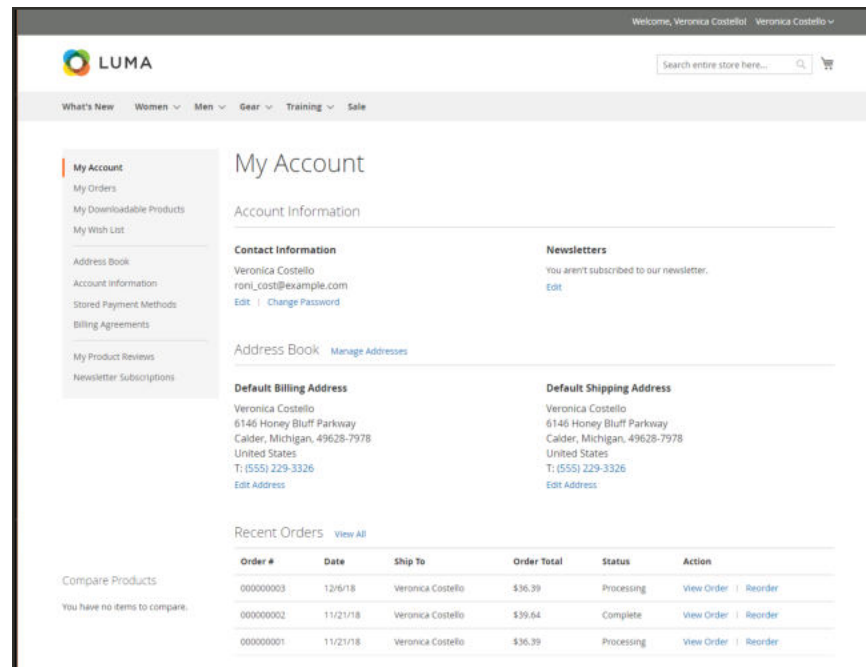 Welcome, Veronica Costello! Veronica Costello
LUMA
Search entire store here...
What's New Women Men Gear Training Sale
My Account
My Orders
My Downloadable Products
My Wish List
Address Book
Account Information
Stored Payment Methods
Billing Agreements
My Product Reviews
Newsletter Subscriptions
My Account
Account Information
Contact Information
Veronica Costello
roni_cost@example.com
Edit | Change Password
Newsletters
You aren't subscribed to our newsletter.
Edit
Address Book Manage Addresses
Default Billing Address
Veronica Costello
6146 Honey Bluff Parkway
Calder, Michigan, 49628-7978
United States
T: (555) 229-3326
Edit Address
Default Shipping Address
Veronica Costello
6146 Honey Bluff Parkway
Calder, Michigan, 49628-7978
United States
T: (555) 229-3326
Edit Address
Recent Orders View All
Order # Date Ship To Order Total Status Action
000000003 12/6/18 Veronica Costello $36.39 Processing View Order | Reorder
000000002 11/21/18 Veronica Costello $39.64 Complete View Order | Reorder
000000001 11/21/18 Veronica Costello $36.39 Processing View Order | Reorder
Compare Products
You have no items to compare.